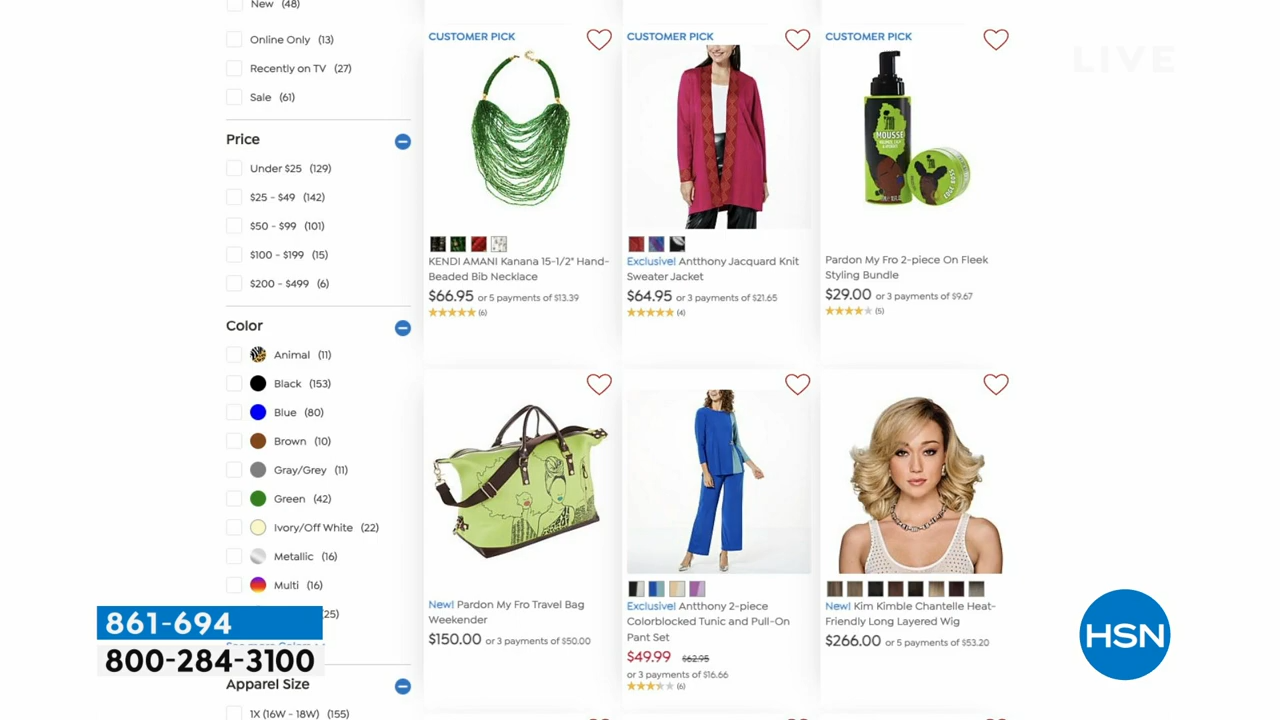 New (48)
Online Only (13)
Recently on TV (27)
Sale (61)
Price
Under $25 (129)
$25 - $49 (142)
$50 - $99 (101)
$100 - $199 (15)
$200 - $499 (6)
Color
Animal (11)
Black (153)
Blue (80)
Brown (10)
Gray/Grey (11)
Green (42)
Ivory/Off White (22)
Metallic (16)
Multi (16)
(25)
Apparel Size
1X (16W - 18W) (155)
CUSTOMER PICK
KENDI AMANI Kanana 15-1/2" Hand-
Beaded Bib Necklace
$66.95 or 5 payments of $13.39
(6)
CUSTOMER PICK
Exclusive! Antthony Jacquard Knit
Sweater Jacket
$64.95 or 3 payments of $21.65
(4)
CUSTOMER PICK
MOUSSE
Pardon My Fro 2-piece On Fleek
Styling Bundle
$29.00 or 3 payments of $9.67
(5)
New! Pardon My Fro Travel Bag
Weekender
$150.00 or 3 payments of $50.00
Exclusive! Antthony 2-piece
Colorblocked Tunic and Pull-On
Pant Set
$49.99 $62.95
or 3 payments of $16.66
(6)
New! Kim Kimble Chantelle Heat-
Friendly Long Layered Wig
$266.00 or 5 payments of $53.20
LIVE
861-694
800-284-3100
HSN